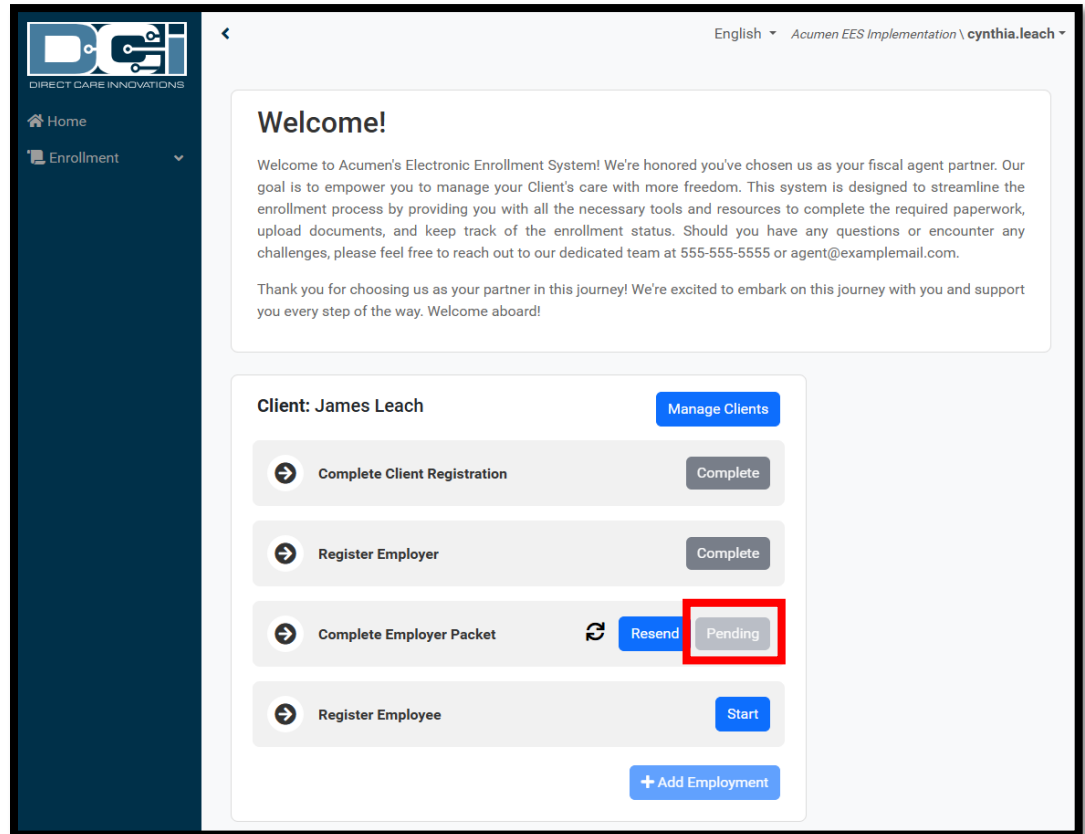 DCi
DIRECT CARE INNOVATIONS
English
Acumen EES Implementation \ cynthia.leach
Home
Enrollment
Welcome!
Welcome to Acumen's Electronic Enrollment System! We're honored you've chosen us as your fiscal agent partner. Our
goal is to empower you to manage your Client's care with more freedom. This system is designed to streamline the
enrollment process by providing you with all the necessary tools and resources to complete the required paperwork,
upload documents, and keep track of the enrollment status. Should you have any questions or encounter any
challenges, please feel free to reach out to our dedicated team at 555-555-5555 or agent@examplemail.com.
Thank you for choosing us as your partner in this journey! We're excited to embark on this journey with you and support
you every step of the way. Welcome aboard!
Client: James Leach
Manage Clients
Complete Client Registration
Complete
Register Employer
Complete
Complete Employer Packet
Resend
Pending
Register Employee
Start
+ Add Employment